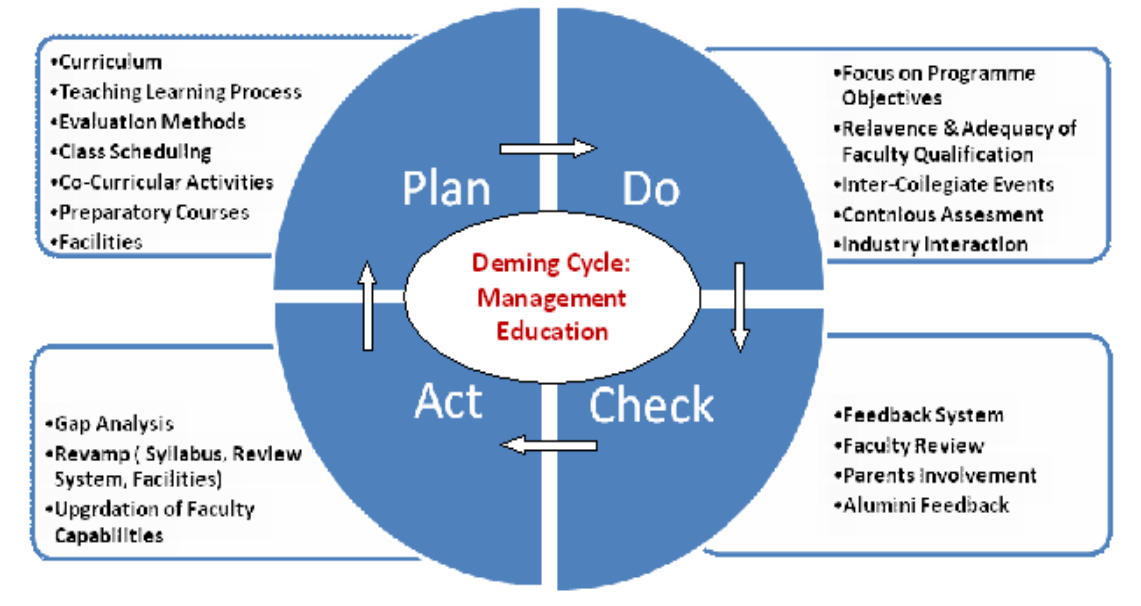 •Curriculum
•Teaching Learning Process
•Evaluation Methods
•Class Scheduling
•Co-Curricular Activities
•Preparatory Courses
•Facilities
•Focus on Programme
Objectives
•Relavence & Adequacy of
Faculty Qualification
•Inter-Collegiate Events
•Contnious Assesment
•Industry Interaction
Plan
Do
Deming Cycle:
Management
Education
Act
Check
•Gap Analysis
•Revamp ( Syllabus, Review
System, Facilities)
•Upgrdation of Faculty
Capabilities
•Feedback System
•Faculty Review
•Parents Involvement
•Alumini Feedback